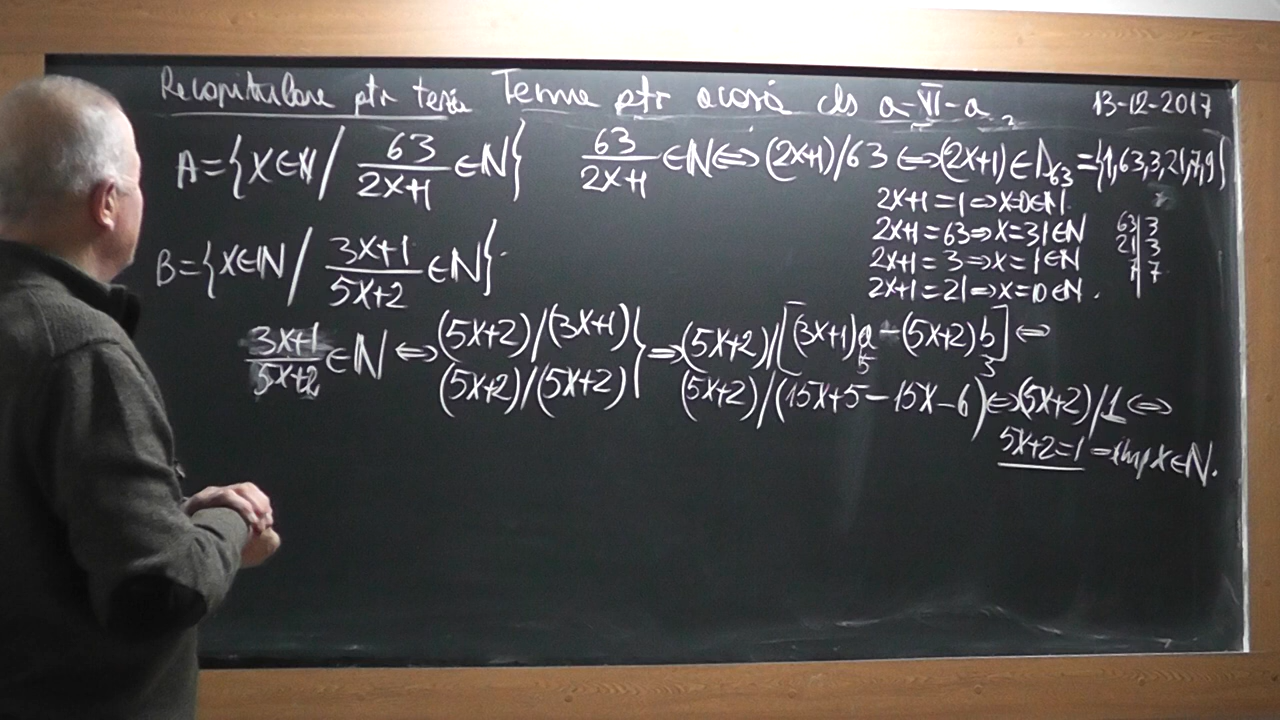 Recapitulare ptr teză Teme ptr acasă cls a-VI-a 13-12-2017
A={x∈N / 63/(2x+1) ∈N} 63/(2x+1) ∈N ⇔ (2x+1)/63 ⇔ (2x+1)∈D₆₃={1,63,3,21,7,9}
2x+1=1⇒x=0∈N.
2x+1=63⇒x=31∈N
2x+1=3⇒x=1∈N
2x+1=21⇒x=10∈N.
63|3
21|3
7|7
B={x∈N / (3x+1)/(5x+2) ∈N}
(3x+1)/(5x+2) ∈N ⇔ (5x+2)/(3x+1)
(5x+2)/(5x+2) } ⇒ (5x+2)/[(3x+1)a-(5x+2)b] ⇔
5 3
(5x+2)/(15x+5-15x-6) ⇔ (5x+2)/1 ⇔
5x+2=1 ⇒ x∈N.